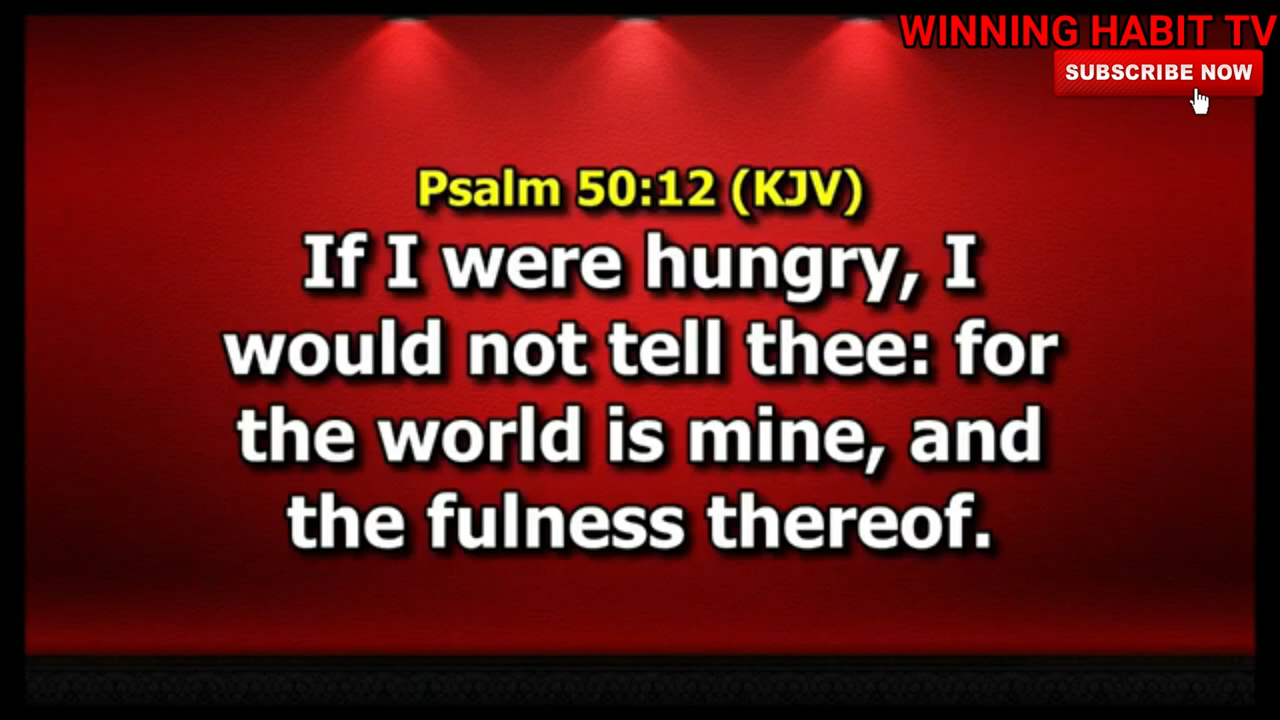 WINNING HABIT TV
SUBSCRIBE NOW
Psalm 50:12 (KJV)
If I were hungry, I
would not tell thee: for
the world is mine, and
the fulness thereof.